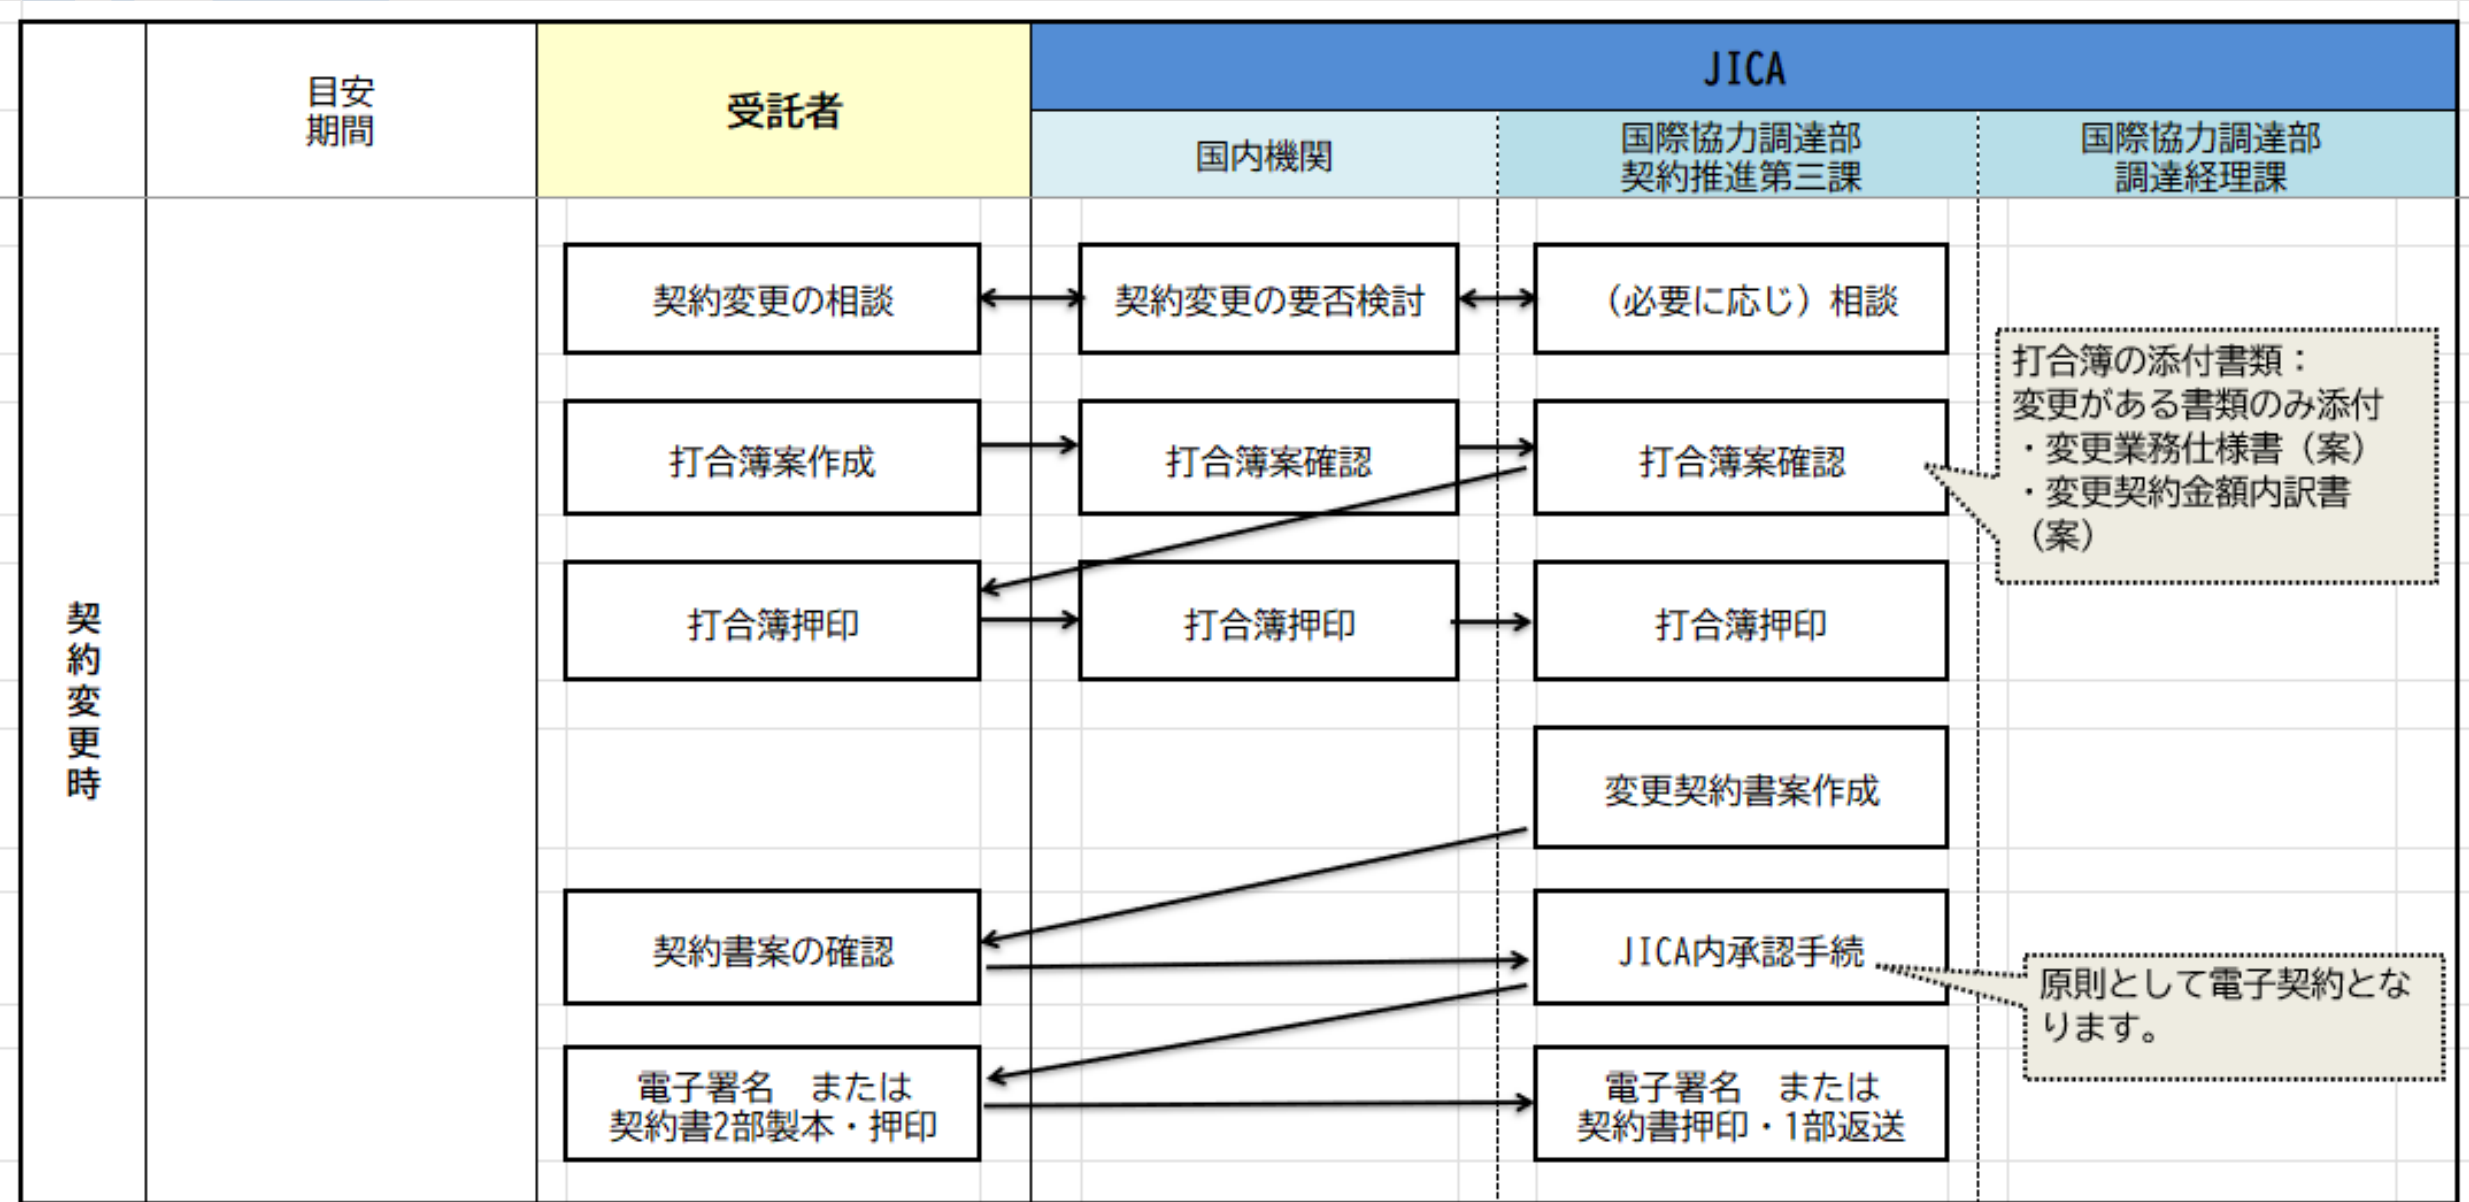 目安
期間
受託者
JICA
国内機関
国際協力調達部
契約推進第三課
国際協力調達部
調達経理課
契約変更時
契約変更の相談
契約変更の要否検討
（必要に応じ）相談
打合簿の添付書類：
変更がある書類のみ添付
・変更業務仕様書（案）
・変更契約金額内訳書
（案）
打合簿案作成
打合簿案確認
打合簿案確認
打合簿押印
打合簿押印
打合簿押印
変更契約書案作成
契約書案の確認
JICA内承認手続
原則として電子契約とな
ります。
電子署名　または
契約書2部製本・押印
電子署名　または
契約書押印・1部返送